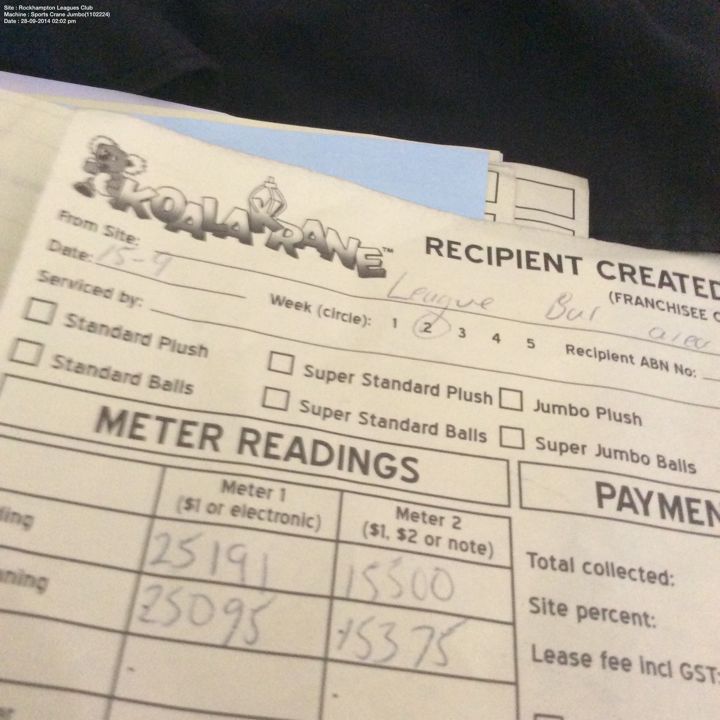 Site : Rockhampton Leagues Club
Machine : Sports Crane Jumbo(1102224)
Date : 28-09-2014 02:02 pm
KOALA KRANE™
RECIPIENT CREATED
(FRANCHISEE C
From Site: League Bar area
Date: 15-9
Week (circle): 1 2 3 4 5
Recipient ABN No:
Serviced by:
Standard Plush
Super Standard Plush
Jumbo Plush
Standard Balls
Super Standard Balls
Super Jumbo Balls
METER READINGS
PAYMEN
Meter 1
($1 or electronic)
Meter 2
($1, $2 or note)
ding
25191
15500
nning
25095
15375
Total collected:
Site percent:
Lease fee incl GST: